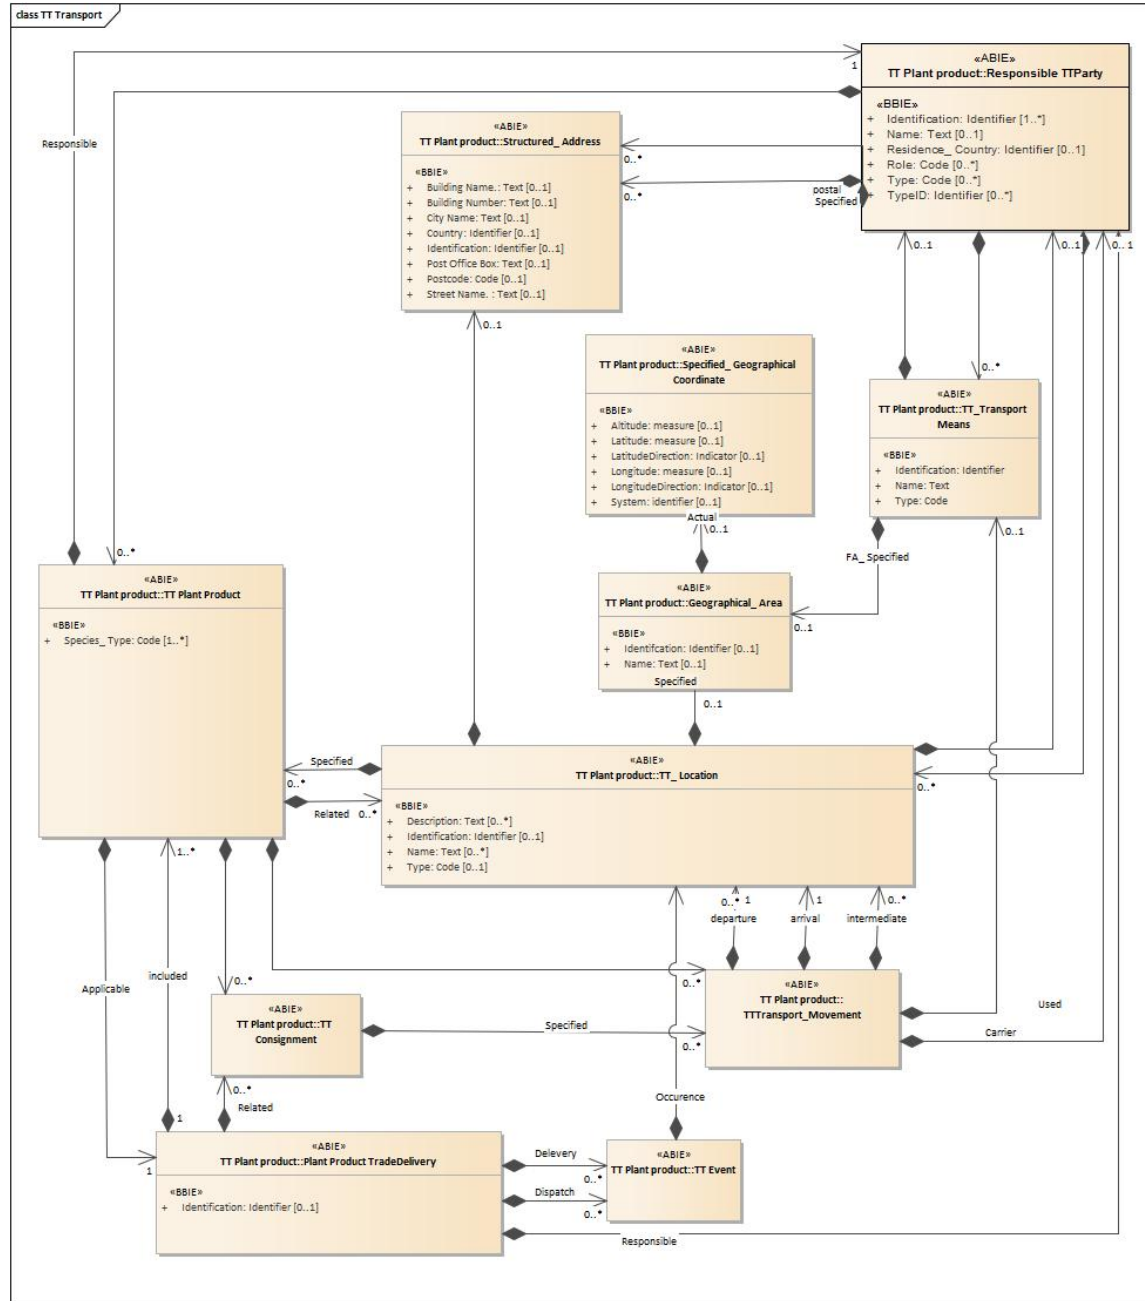 class TT Transport
«ABIE»
TT Plant product::Responsible TTParty
«BBIE»
+ Identification: Identifier [1..*]
+ Name: Text [0..1]
+ Residence_ Country: Identifier [0..1]
+ Role: Code [0..*]
+ Type: Code [0..*]
+ TypeID: Identifier [0..*]
1
Responsible
«ABIE»
TT Plant product::Structured_ Address
«BBIE»
+ Building Name.: Text [0..1]
+ Building Number: Text [0..1]
+ City Name: Text [0..1]
+ Country: Identifier [0..1]
+ Identification: Identifier [0..1]
+ Post Office Box: Text [0..1]
+ Postcode: Code [0..1]
+ Street Name. : Text [0..1]
0..*
0..*
postal
Specified
0..1
0..1
0..1
0..1
«ABIE»
TT Plant product::Specified_ Geographical
Coordinate
«BBIE»
+ Altitude: measure [0..1]
+ Latitude: measure [0..1]
+ LatitudeDirection: Indicator [0..1]
+ Longitude: measure [0..1]
+ LongitudeDirection: Indicator [0..1]
+ System: identifier [0..1]
Actual
0..1
0..*
«ABIE»
TT Plant product::TT_Transport
Means
«BBIE»
+ Identification: Identifier
+ Name: Text
+ Type: Code
0..1
FA_ Specified
0..1
0..*
«ABIE»
TT Plant product::TT Plant Product
«BBIE»
+ Species_ Type: Code [1..*]
«ABIE»
TT Plant product::Geographical_ Area
«BBIE»
+ Identifcation: Identifier [0..1]
+ Name: Text [0..1]
Specified
0..1
Specified
0..*
Related
0..*
«ABIE»
TT Plant product::TT_ Location
«BBIE»
+ Description: Text [0..*]
+ Identification: Identifier [0..1]
+ Name: Text [0..*]
+ Type: Code [0..1]
0..*
1..*
0..*
1
departure
1
arrival
0..*
intermediate
Applicable
included
0..*
0..*
«ABIE»
TT Plant product::TT
Consignment
Specified
0..*
«ABIE»
TT Plant product::
TTTransport_Movement
Used
Carrier
0..*
Related
1
Occurence
1
«ABIE»
TT Plant product::Plant Product TradeDelivery
«BBIE»
+ Identification: Identifier [0..1]
Delevery
0..*
Dispatch
0..*
«ABIE»
TT Plant product::TT Event
Responsible